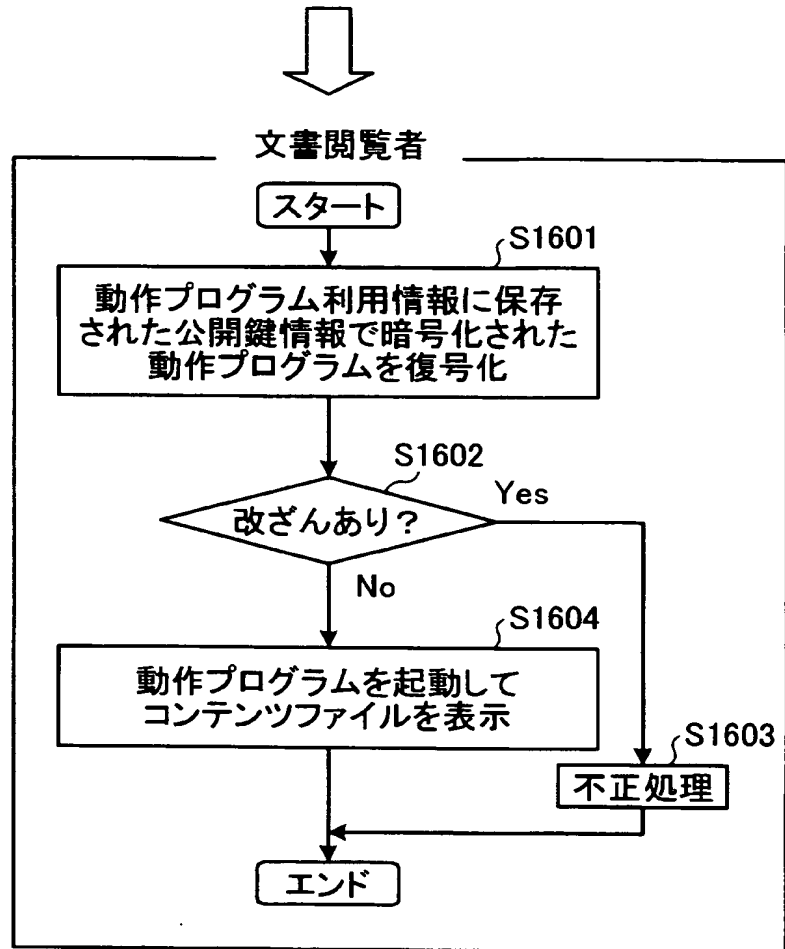 文書閲覧者
スタート
S1601
動作プログラム利用情報に保存
された公開鍵情報で暗号化された
動作プログラムを復号化
S1602
改ざんあり？
Yes
No
S1604
動作プログラムを起動して
コンテンツファイルを表示
S1603
不正処理
エンド